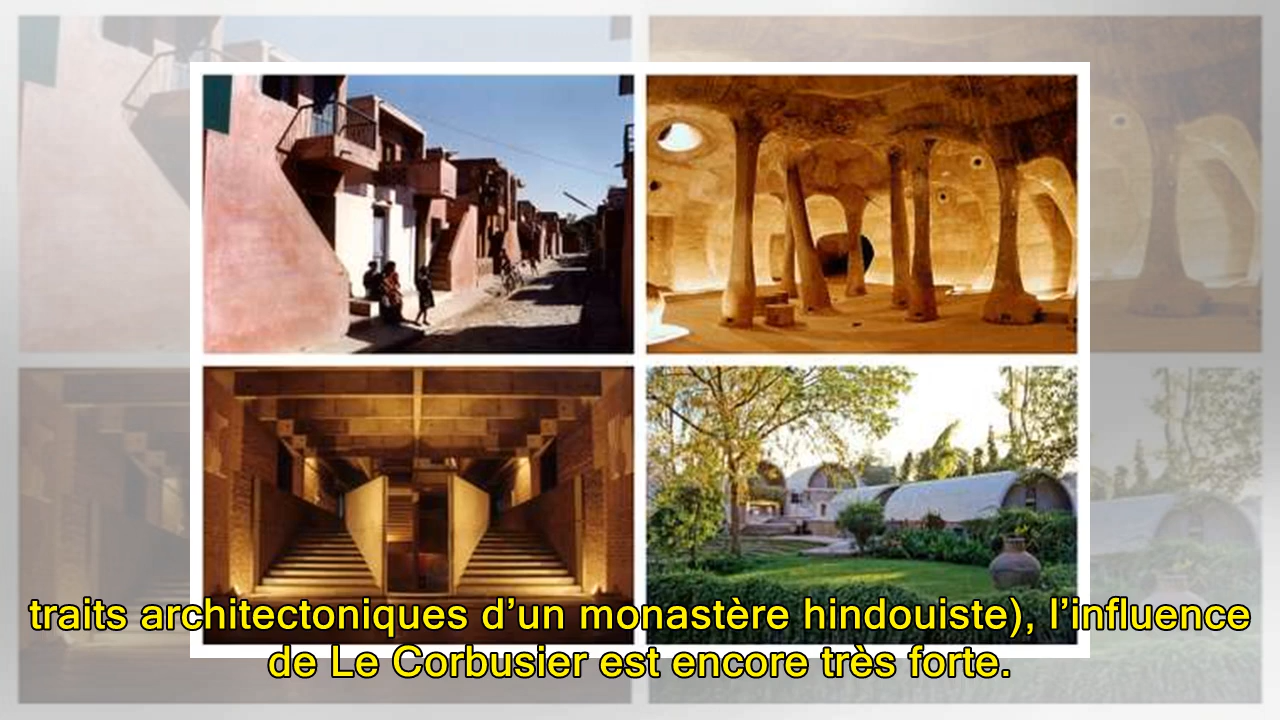 traits architectoniques d’un monastère hindouiste), l’influence
de Le Corbusier est encore très forte.